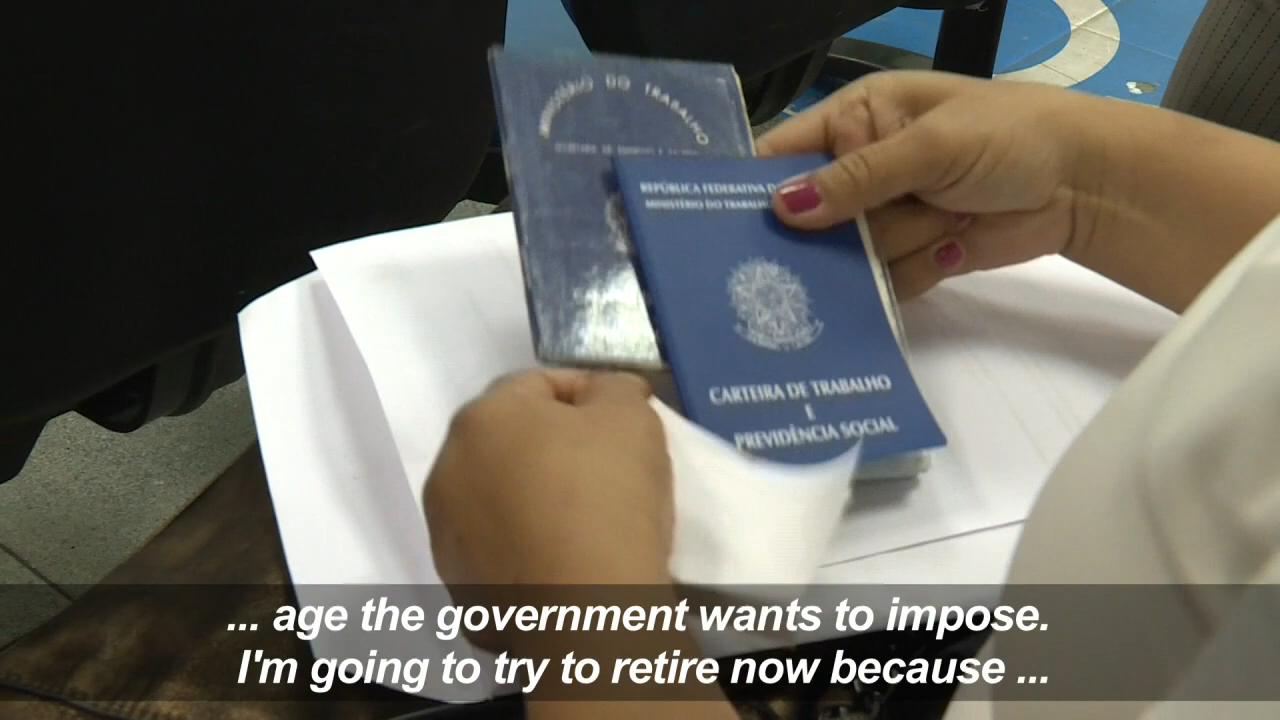 MINISTÉRIO DO TRABALHO
REPÚBLICA FEDERATIVA
MINISTÉRIO DO TRABALHO
CARTEIRA DE TRABALHO
E
PREVIDÊNCIA SOCIAL
... age the government wants to impose.
I'm going to try to retire now because ...